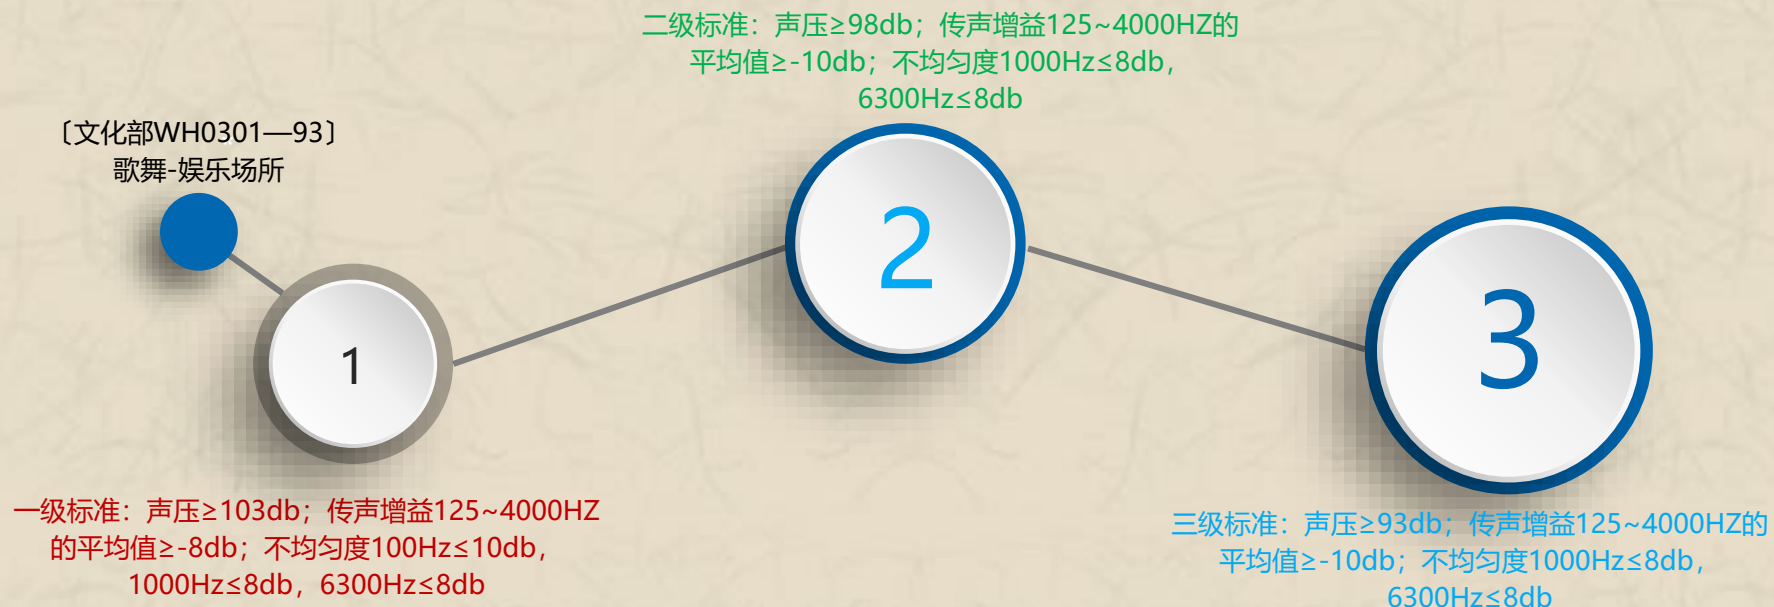 〔文化部WH0301—93〕
歌舞-娱乐场所
1
一级标准：声压≥103db；传声增益125~4000HZ
的平均值≥-8db；不均匀度100Hz≤10db，
1000Hz≤8db，6300Hz≤8db
二级标准：声压≥98db；传声增益125~4000HZ的
平均值≥-10db；不均匀度1000Hz≤8db，
6300Hz≤8db
2
3
三级标准：声压≥93db；传声增益125~4000HZ的
平均值≥-10db；不均匀度1000Hz≤8db，
6300Hz≤8db